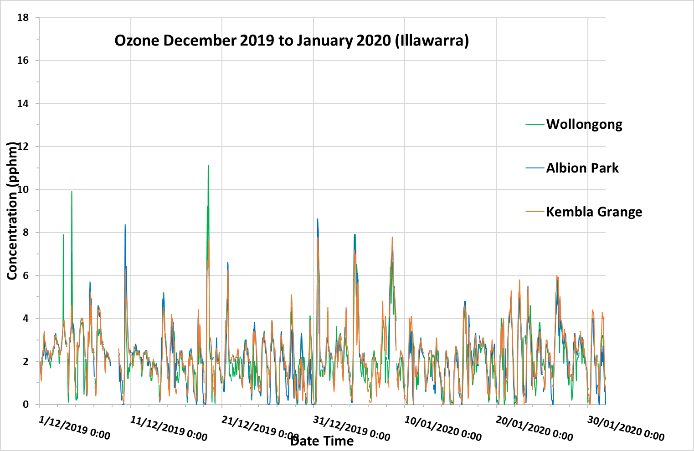 18
Ozone December 2019 to January 2020 (Illawarra)
16
14
12
10
8
6
4
2
0
Concentration (pphm)
Wollongong
Albion Park
Kembla Grange
1/12/2019 0:00
11/12/2019 0:00
21/12/2019 0:00
31/12/2019 0:00
10/01/2020 0:00
20/01/2020 0:00
30/01/2020 0:00
Date Time